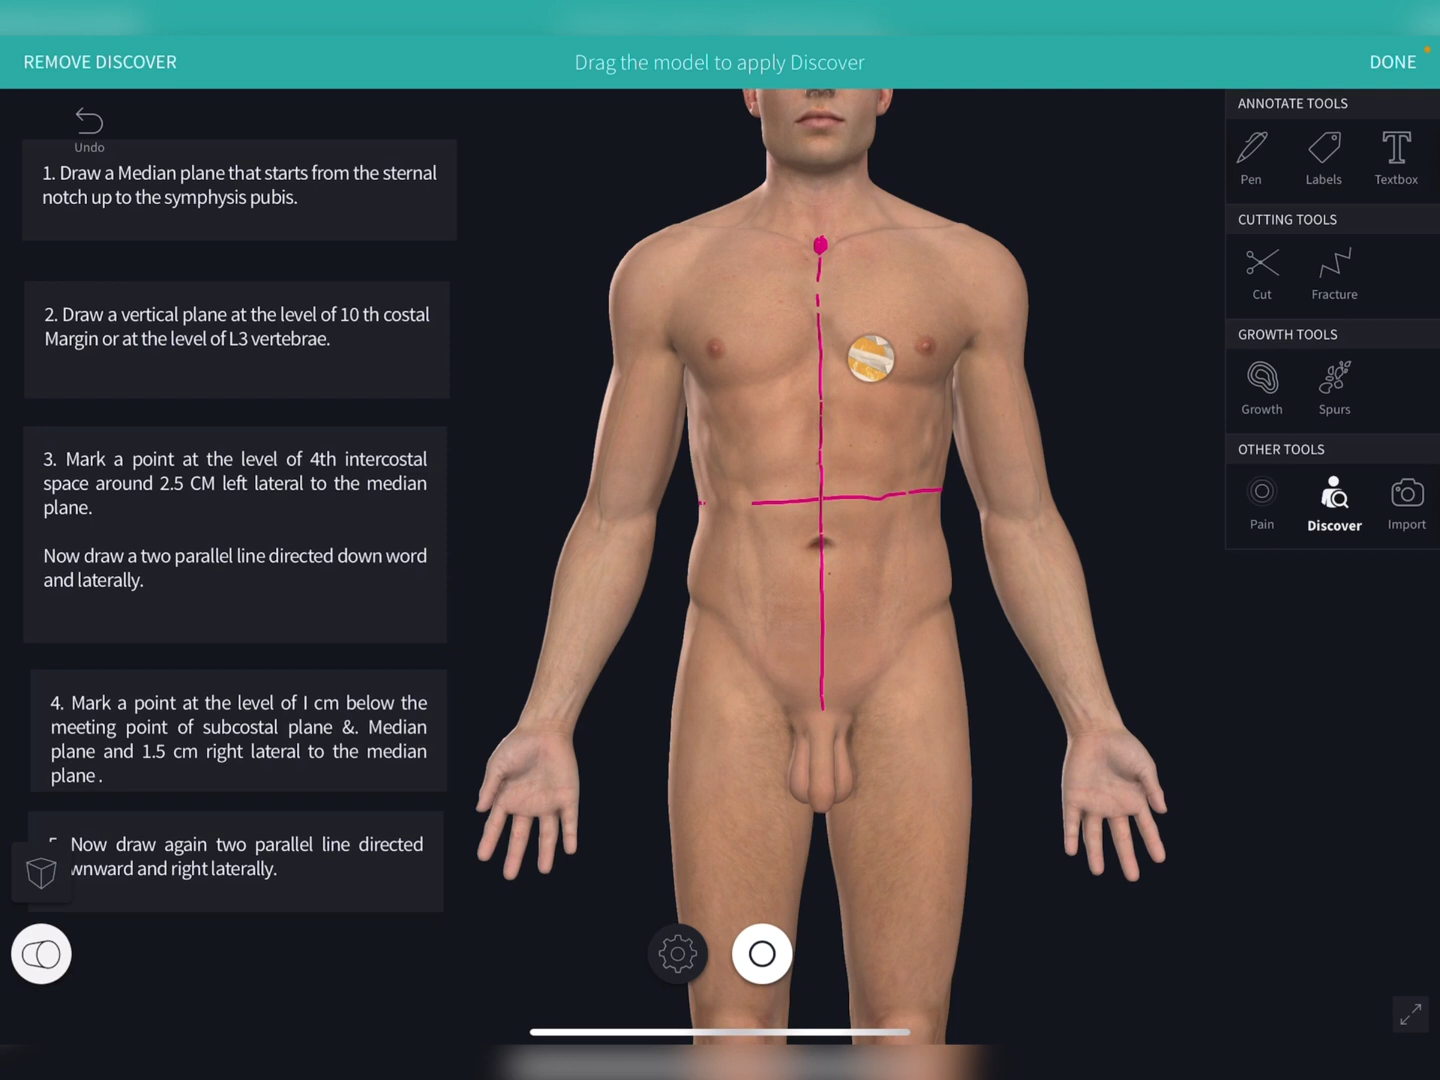 REMOVE DISCOVER
Drag the model to apply Discover
DONE
Undo
1. Draw a Median plane that starts from the sternal
notch up to the symphysis pubis.
2. Draw a vertical plane at the level of 10 th costal
Margin or at the level of L3 vertebrae.
3. Mark a point at the level of 4th intercostal
space around 2.5 CM left lateral to the median
plane.
Now draw a two parallel line directed down word
and laterally.
4. Mark a point at the level of I cm below the
meeting point of subcostal plane &. Median
plane and 1.5 cm right lateral to the median
plane .
Now draw again two parallel line directed
wnward and right laterally.
ANNOTATE TOOLS
Pen
Labels
Textbox
CUTTING TOOLS
Cut
Fracture
GROWTH TOOLS
Growth
Spurs
OTHER TOOLS
Pain
Discover
Import